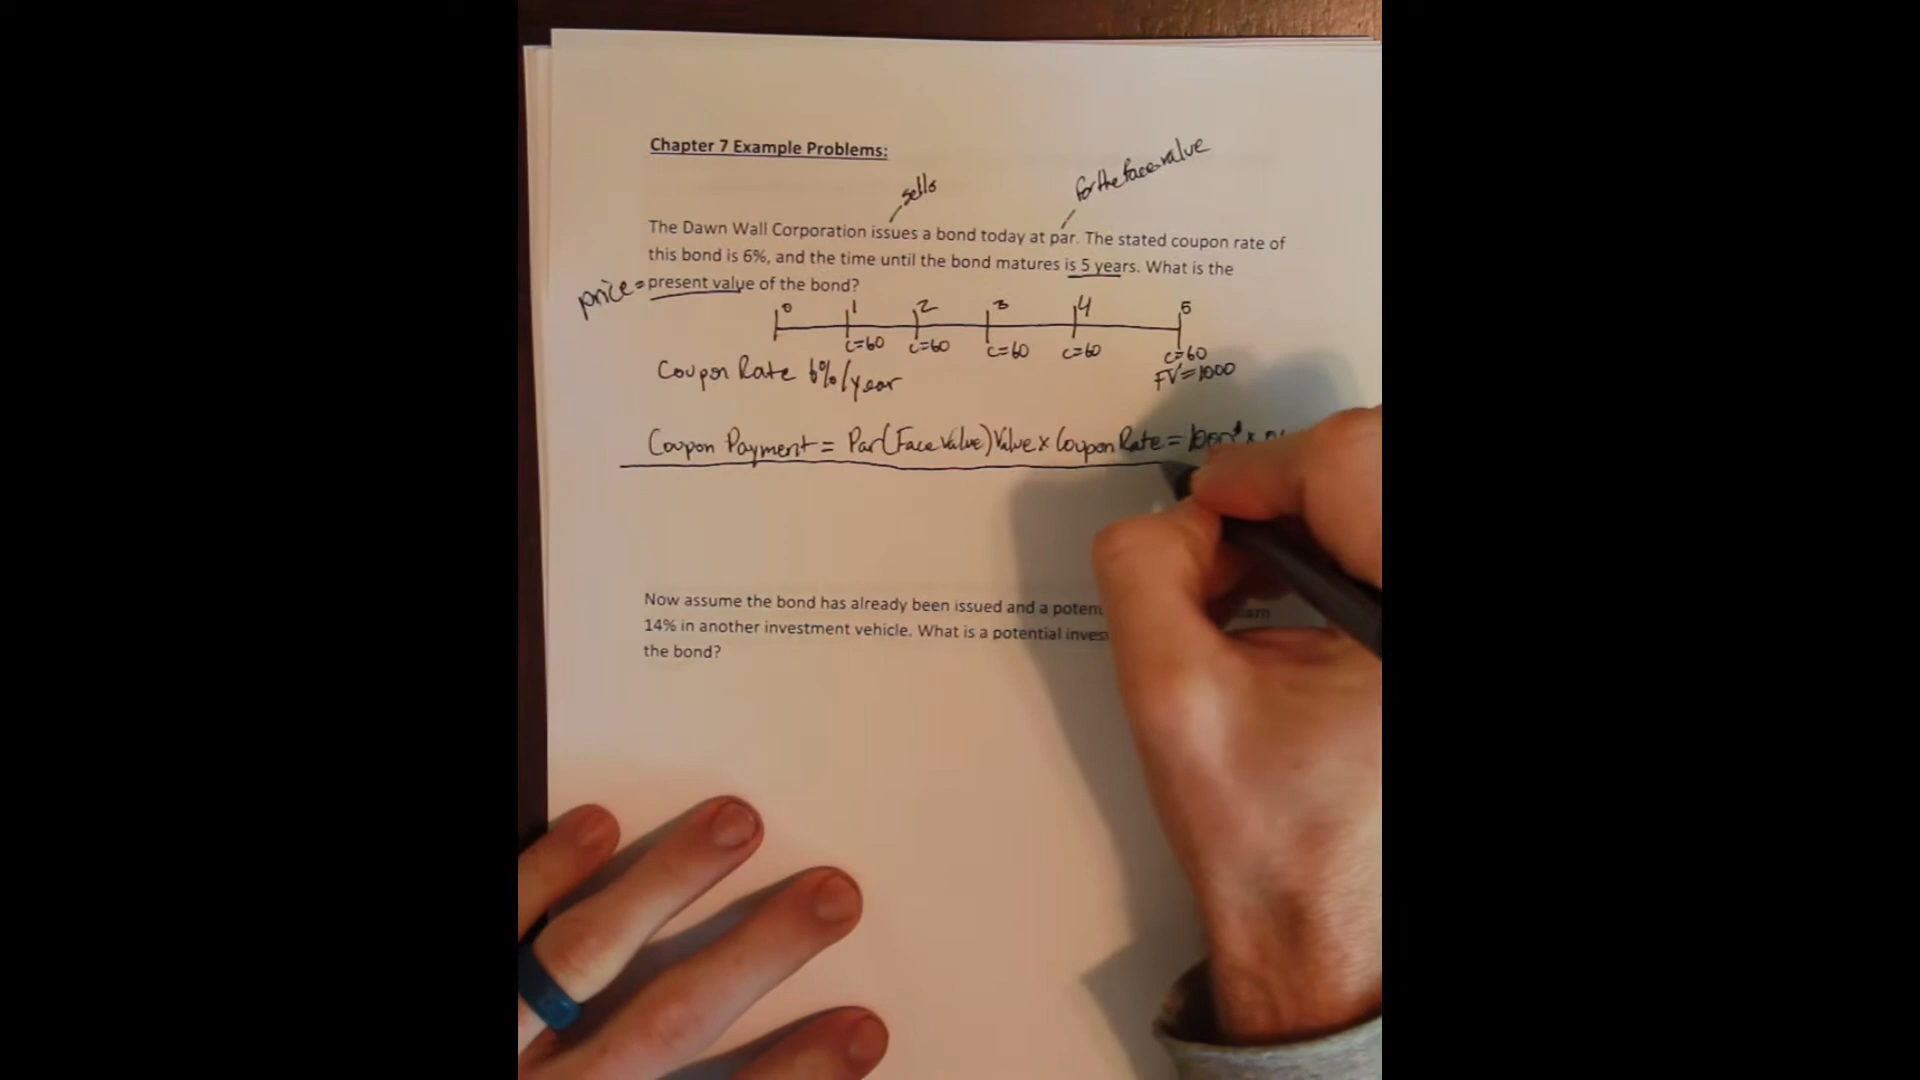 Chapter 7 Example Problems:
sells
for the face value
The Dawn Wall Corporation issues a bond today at par. The stated coupon rate of
this bond is 6%, and the time until the bond matures is 5 years. What is the
price = present value of the bond?
0 1 2 3 4 5
c=60 c=60 c=60 c=60 c=60
FV=1000
Coupon Rate 6%/year
Coupon Payment = Par(Face Value) Value x Coupon Rate =
Now assume the bond has already been issued and a
14% in another investment vehicle. What is a potential
the bond?